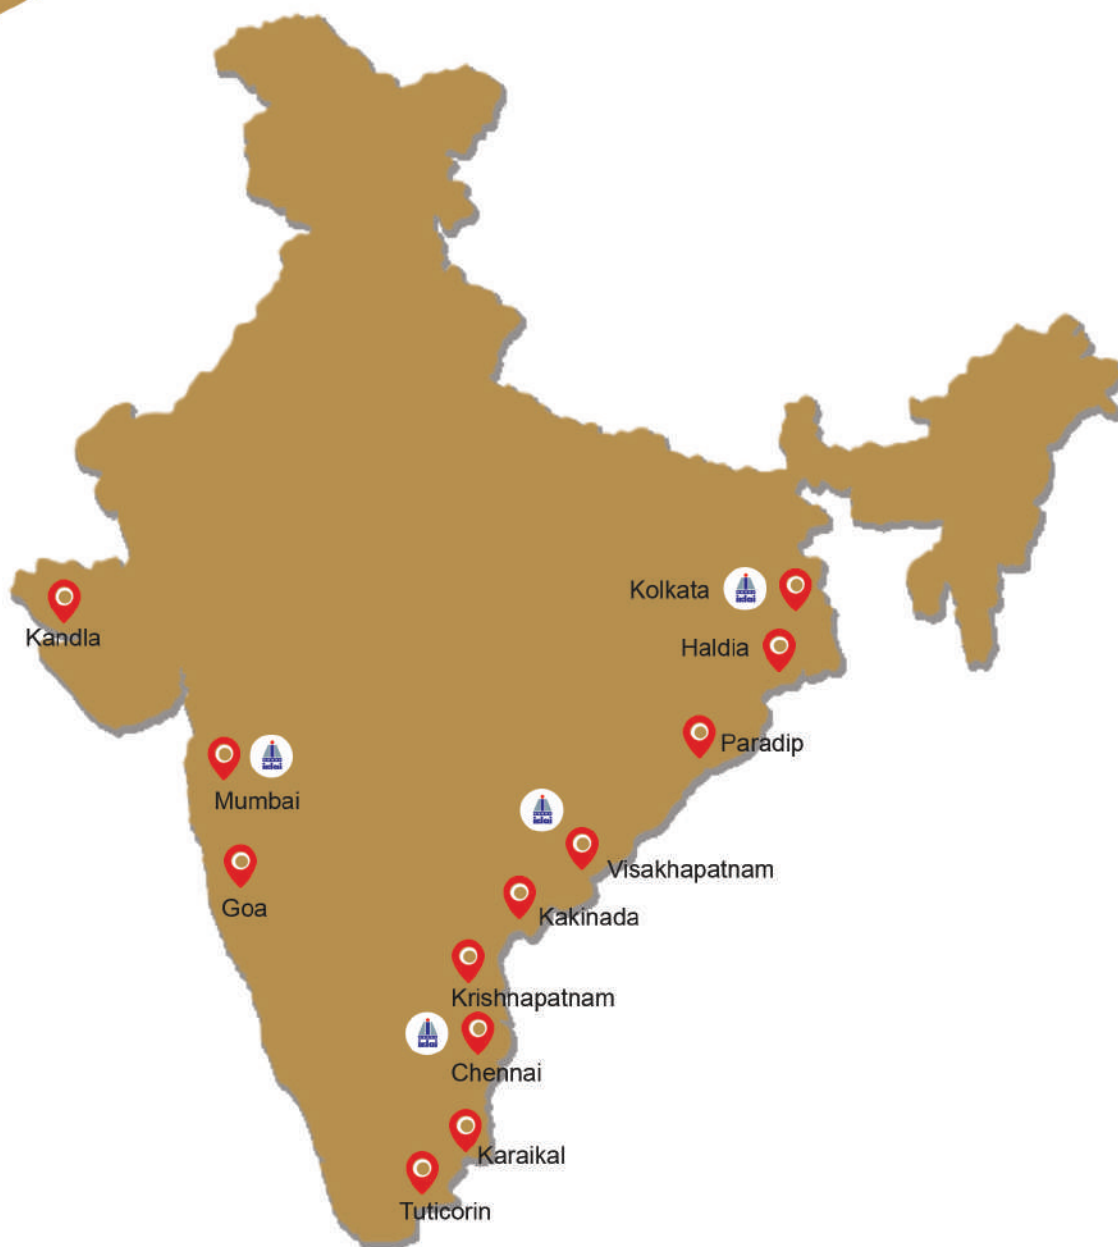 Kolkata
Kandla
Haldia
Paradip
Mumbai
Visakhapatnam
Goa
Kakinada
Krishnapatnam
Chennai
Karaikal
Tuticorin